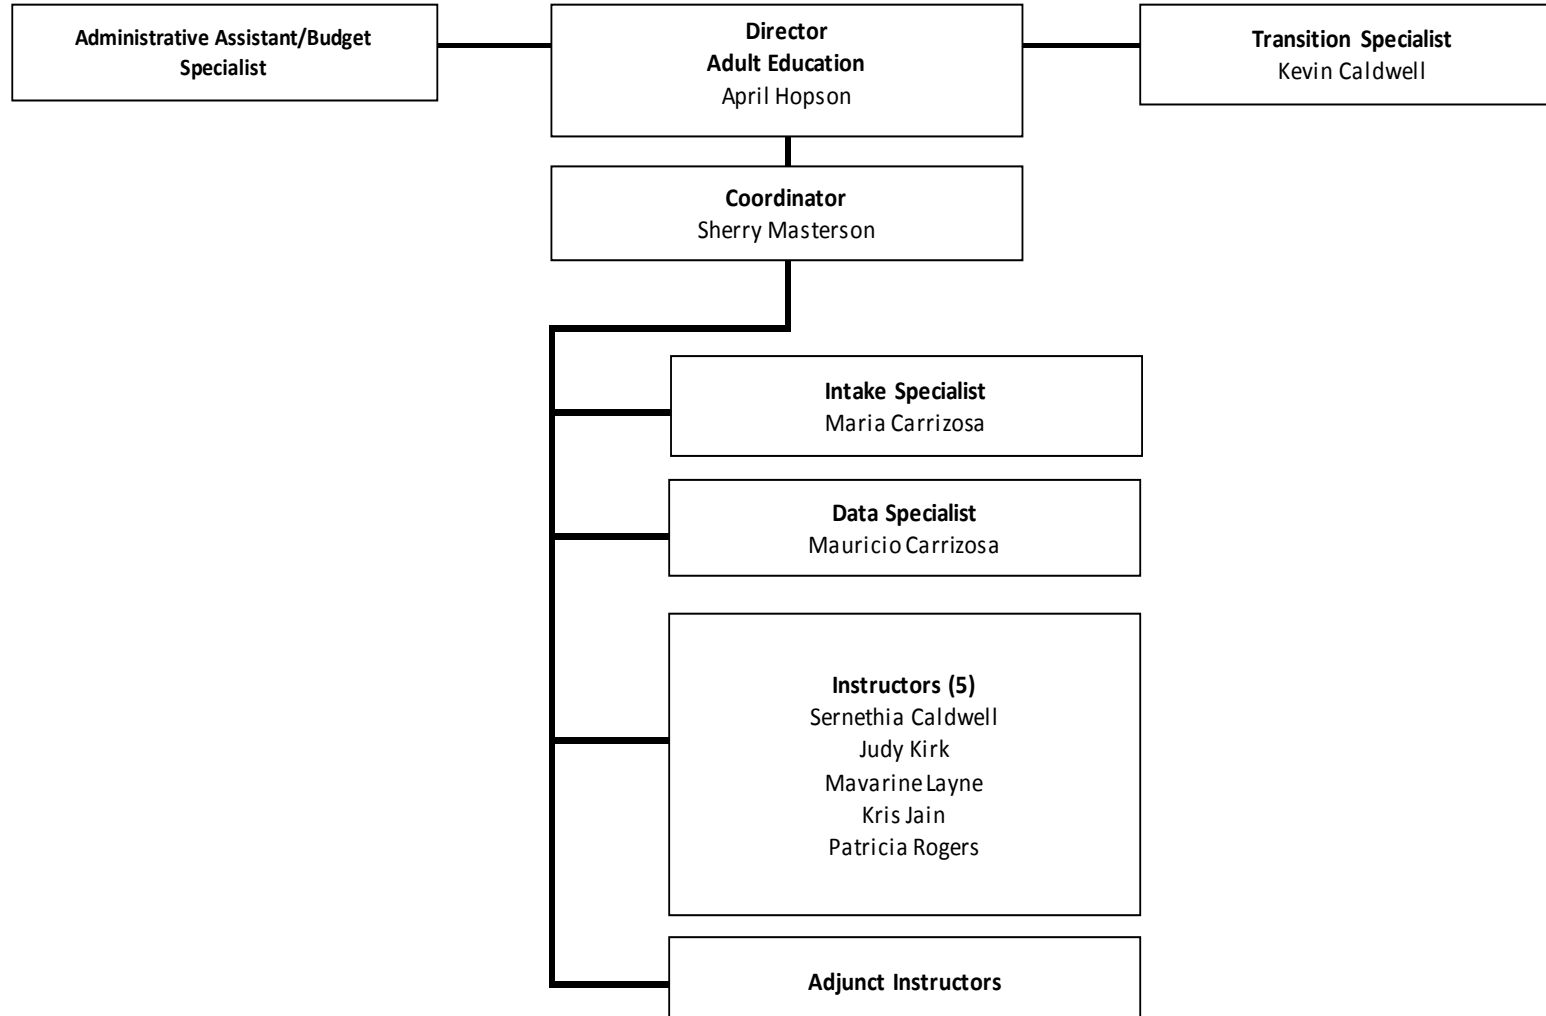 Administrative Assistant/Budget
Specialist
Director
Adult Education
April Hopson
Transition Specialist
Kevin Caldwell
Coordinator
Sherry Masterson
Intake Specialist
Maria Carrizosa
Data Specialist
Mauricio Carrizosa
Instructors (5)
Sernethia Caldwell
Judy Kirk
Mavarine Layne
Kris Jain
Patricia Rogers
Adjunct Instructors